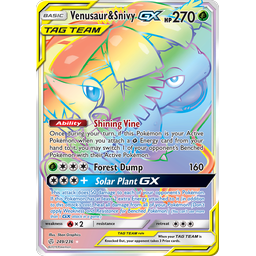 BASIC Venusaur&Snivy GX HP270
TAG TEAM
Ability Shining Vine
Once during your turn, if this Pokémon is your Active
Pokémon, when you attach a Energy card from your
hand to it, you may switch 1 of your opponent's Benched
Pokémon with their Active Pokémon.
Forest Dump 160
Solar Plant GX
weakness ×2 resistance retreat
TAG TEAM rule
When your TAG TEAM is
Knocked Out, your opponent takes 3 Prize cards.
249/236